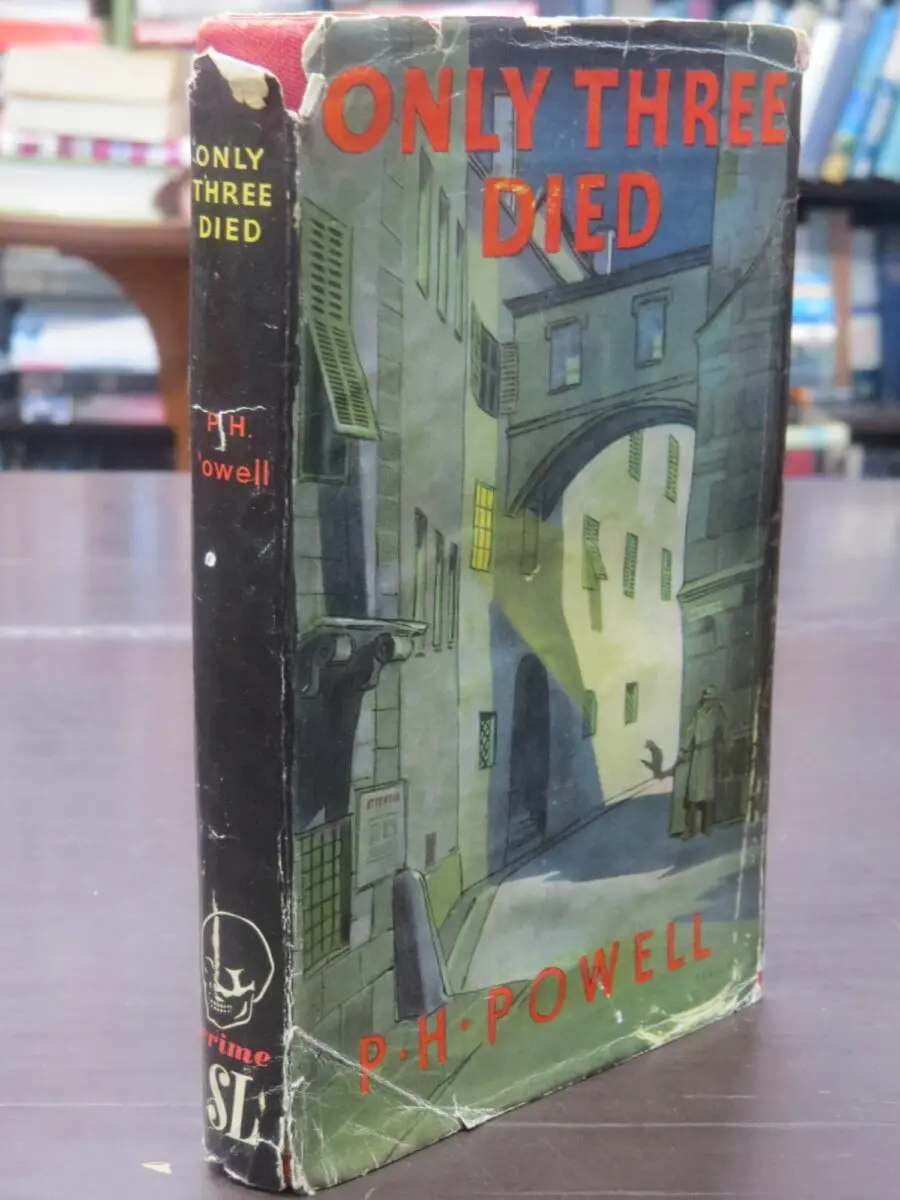 ONLY
THREE
DIED
P.H.
Powell
crime
SL
ONLY THREE
DIED
P·H·POWELL